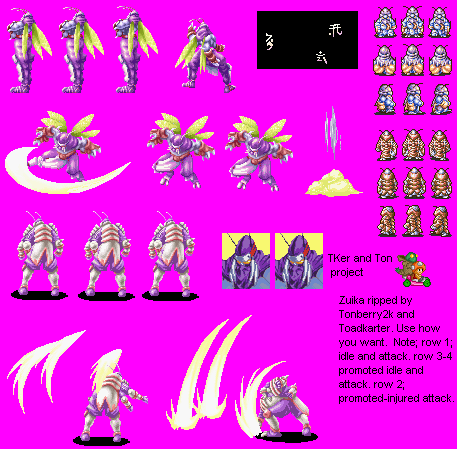 TKer and Ton
project
Zuika ripped by
Tonberry2k and
Toadkarter. Use how
you want.  Note; row 1;
idle and attack. row 3-4
promoted idle and
attack. row 2;
promoted-injured attack.